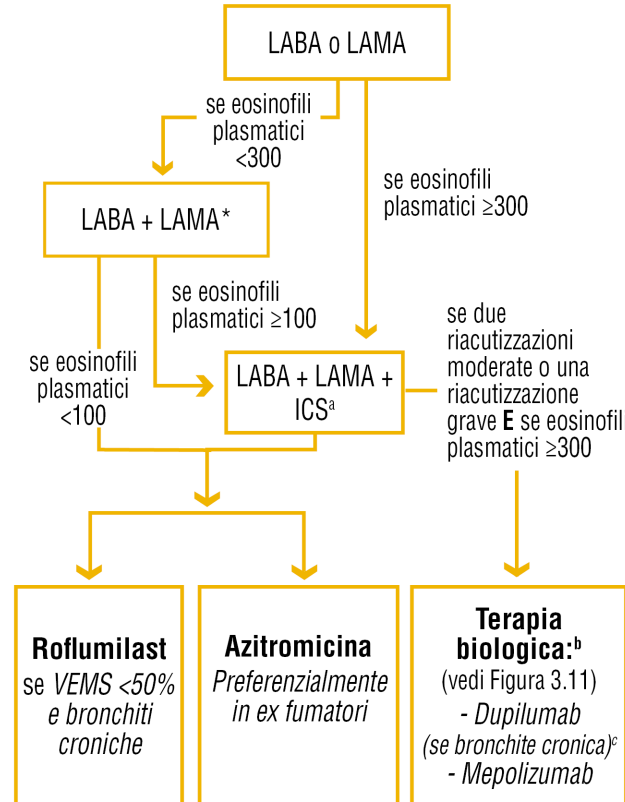 LABA o LAMA
se eosinofili
plasmatici
<300
se eosinofili
plasmatici ≥300
LABA + LAMA*
se eosinofili
plasmatici ≥100
se eosinofili
plasmatici
<100
LABA + LAMA +
ICSᵃ
se due
riacutizzazioni
moderate o una
riacutizzazione
grave E se eosinofili
plasmatici ≥300
Roflumilast
se VEMS <50%
e bronchiti
croniche
Azitromicina
Preferenzialmente
in ex fumatori
Terapia
biologica:ᵇ
(vedi Figura 3.11)
- Dupilumab
(se bronchite cronica)ᶜ
- Mepolizumab